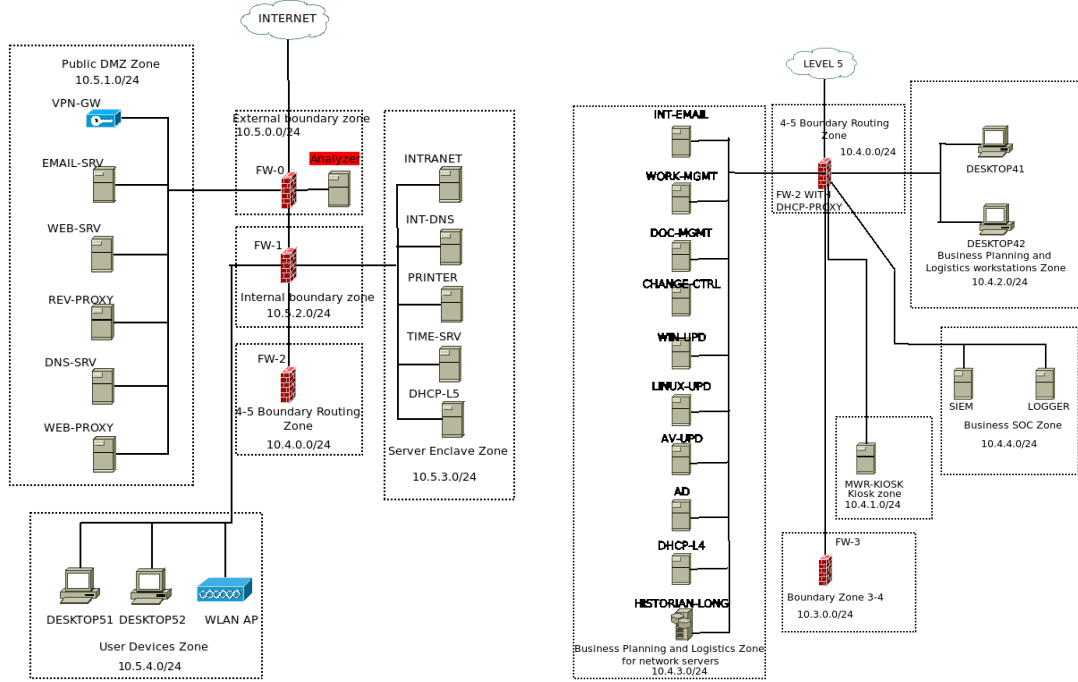 INTERNET
Public DMZ Zone
10.5.1.0/24
VPN-GW
EMAIL-SRV
WEB-SRV
REV-PROXY
DNS-SRV
WEB-PROXY
External boundary zone
10.5.0.0/24
FW-0
Analyzer
FW-1
Internal boundary zone
10.5.2.0/24
FW-2
4-5 Boundary Routing
Zone
10.4.0.0/24
INTRANET
INT-DNS
PRINTER
TIME-SRV
DHCP-L5
Server Enclave Zone
10.5.3.0/24
DESKTOP51
DESKTOP52
WLAN AP
User Devices Zone
10.5.4.0/24
LEVEL 5
INT-EMAIL
WORK-MGMT
DOC-MGMT
CHANGE-CTRL
WIN-UPD
LINUX-UPD
AV-UPD
AD
DHCP-L4
HISTORIAN-LONG
Business Planning and Logistics Zone
for network servers
10.4.3.0/24
4-5 Boundary Routing
Zone
10.4.0.0/24
FW-2 WITH
DHCP-PROXY
DESKTOP41
DESKTOP42
Business Planning and
Logistics workstations Zone
10.4.2.0/24
SIEM
LOGGER
Business SOC Zone
10.4.4.0/24
MWR-KIOSK
Kiosk zone
10.4.1.0/24
FW-3
Boundary Zone 3-4
10.3.0.0/24